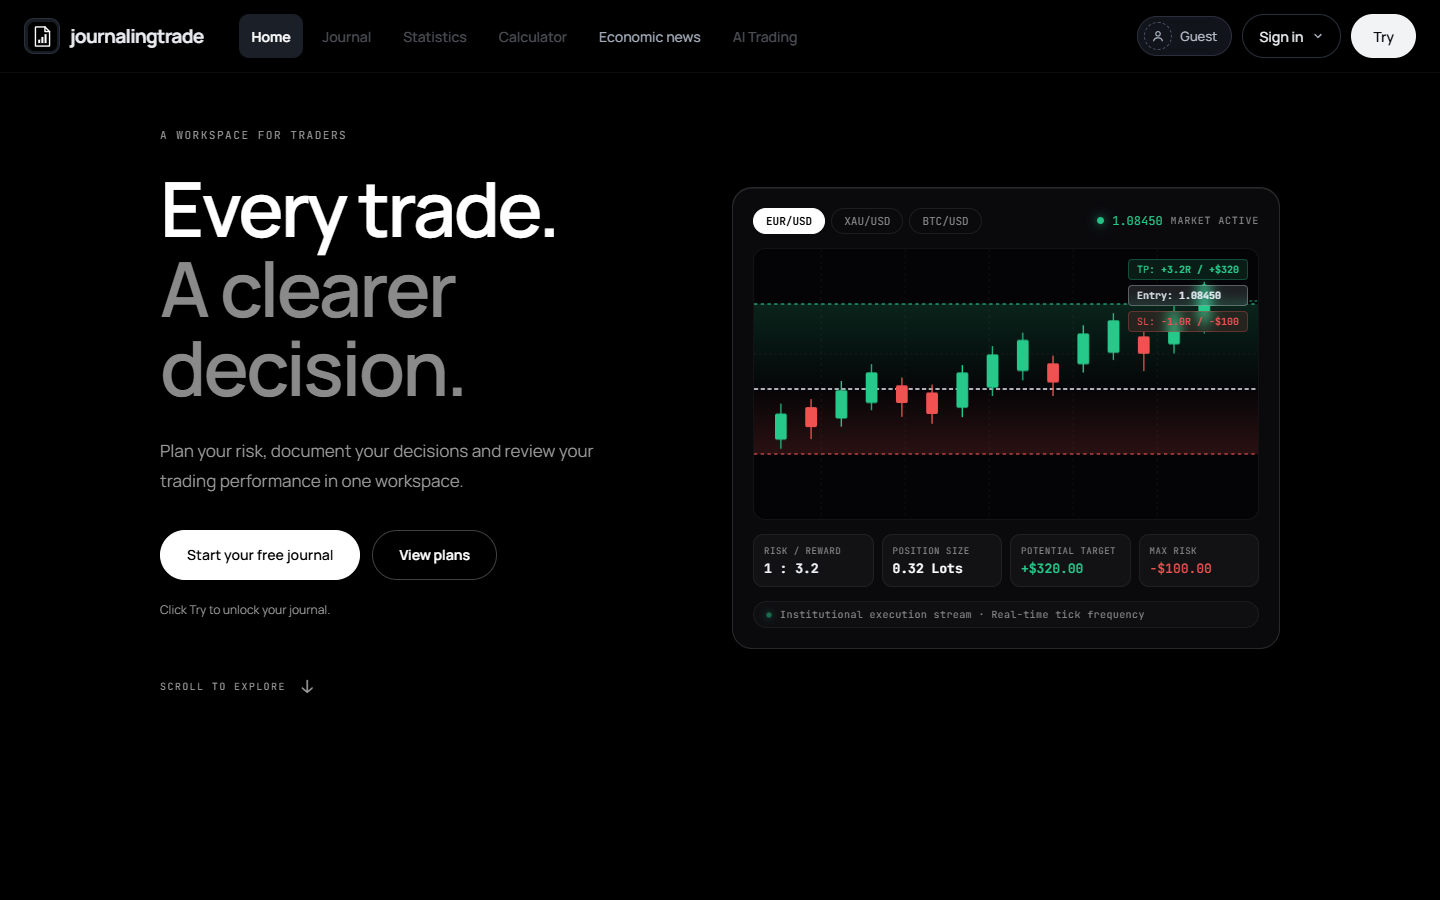 journalingtrade
Home
Journal
Statistics
Calculator
Economic news
AI Trading
Guest
Sign in
Try
A WORKSPACE FOR TRADERS
Every trade.
A clearer
decision.
Plan your risk, document your decisions and review your
trading performance in one workspace.
Start your free journal
View plans
Click Try to unlock your journal.
SCROLL TO EXPLORE
EUR/USD
XAU/USD
BTC/USD
1.08450 MARKET ACTIVE
TP: +3.2R / +$320
Entry: 1.08450
SL: -1.0R / -$100
RISK / REWARD
1 : 3.2
POSITION SIZE
0.32 Lots
POTENTIAL TARGET
+$320.00
MAX RISK
-$100.00
Institutional execution stream · Real-time tick frequency